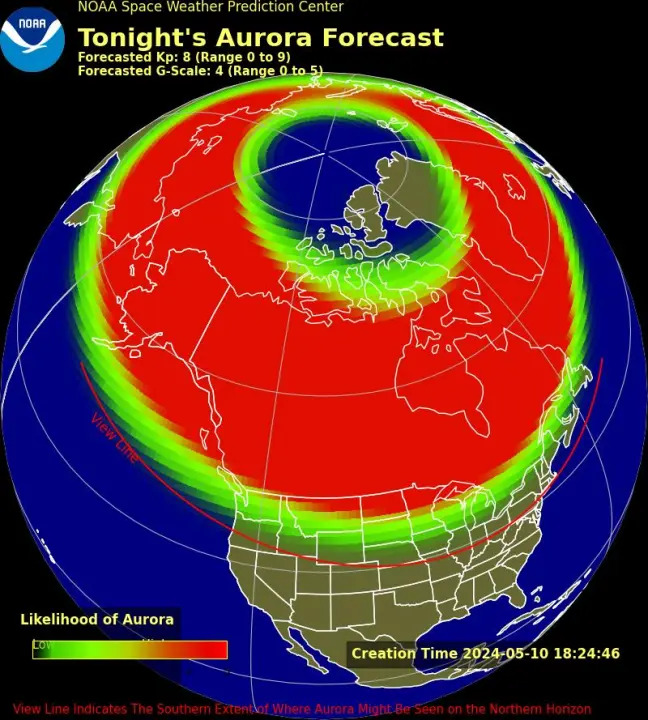 NOAA Space Weather Prediction Center
NOAA
Tonight's Aurora Forecast
Forecasted Kp: 8 (Range 0 to 9)
Forecasted G-Scale: 4 (Range 0 to 5)
View Line
Likelihood of Aurora
Low
Creation Time 2024-05-10 18:24:46
View Line Indicates The Southern Extent of Where Aurora Might Be Seen on the Northern Horizon